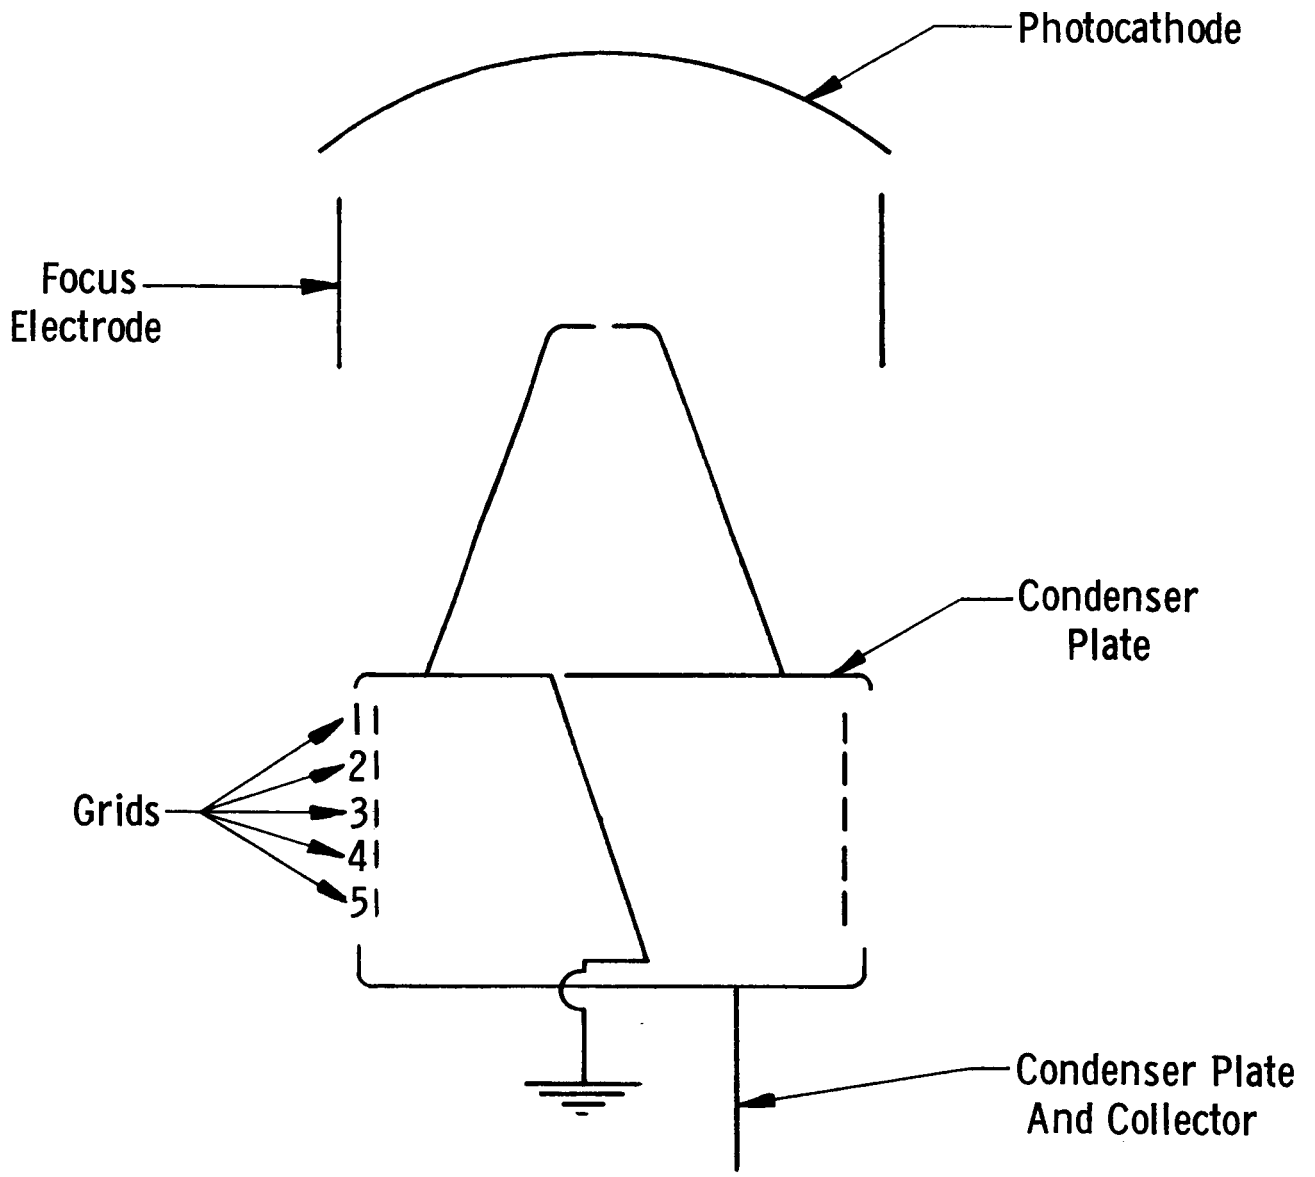 Photocathode
Focus
Electrode
Condenser
Plate
Grids
1
2
3
4
5
Condenser Plate
And Collector